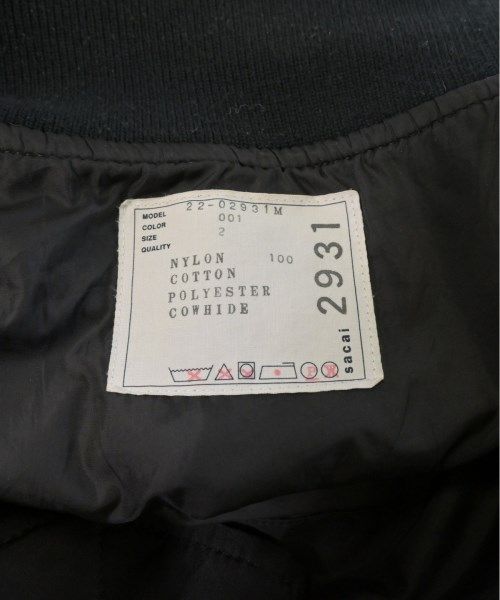 MODEL 22-02931M
COLOR 001
SIZE 2
QUALITY
NYLON 100
COTTON
POLYESTER
COWHIDE
sacai 2931
P W